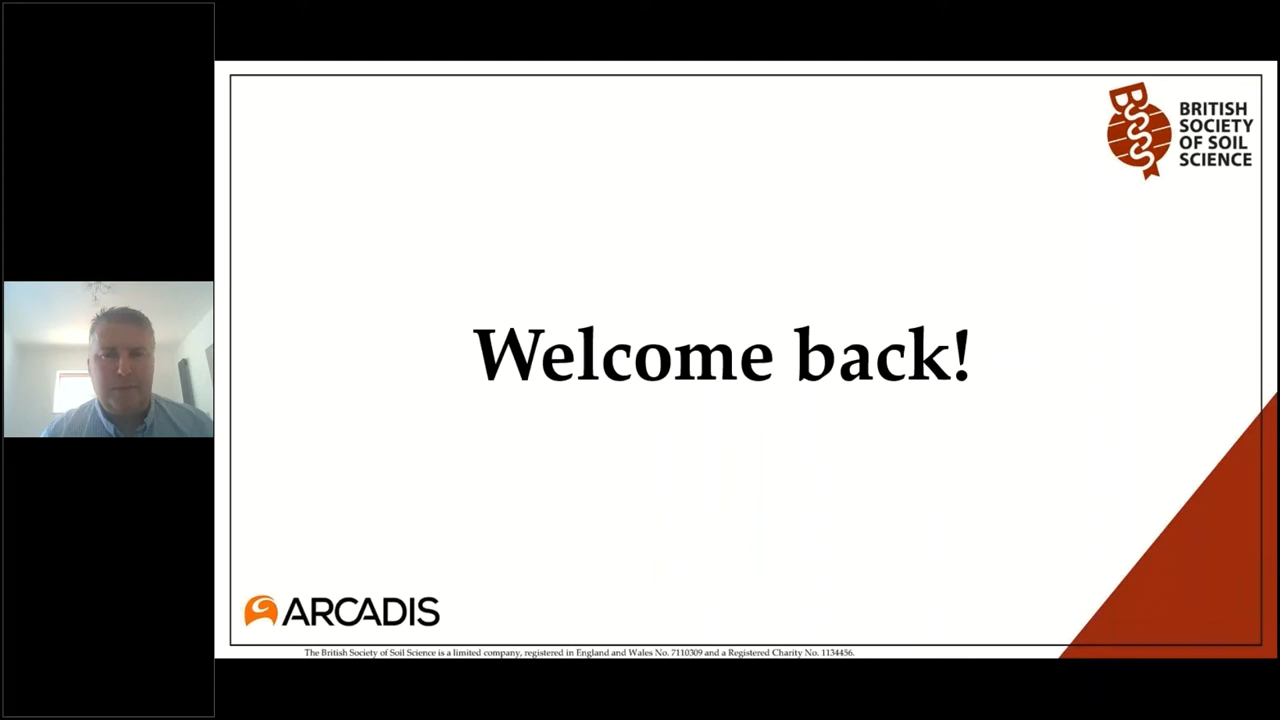 BSSS
BRITISH
SOCIETY
OF SOIL
SCIENCE
Welcome back!
ARCADIS
The British Society of Soil Science is a limited company, registered in England and Wales No. 7110309 and a Registered Charity No. 1134456.